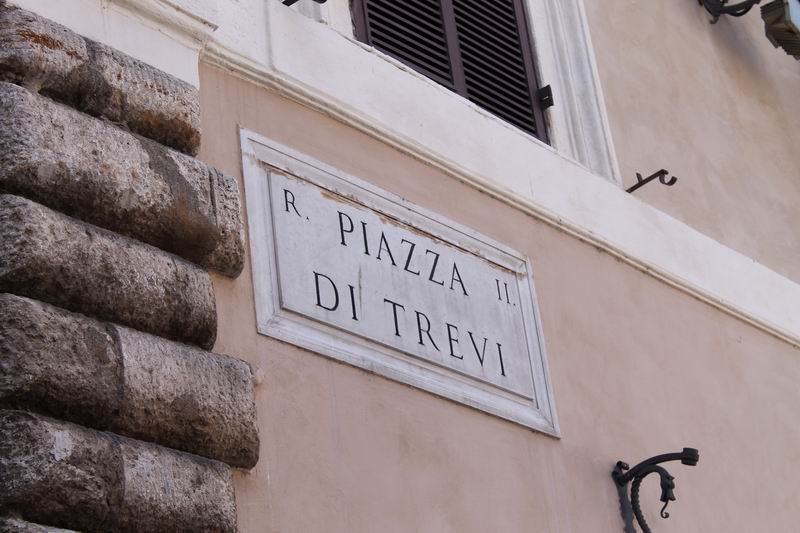 R. PIAZZA II.
DI TREVI